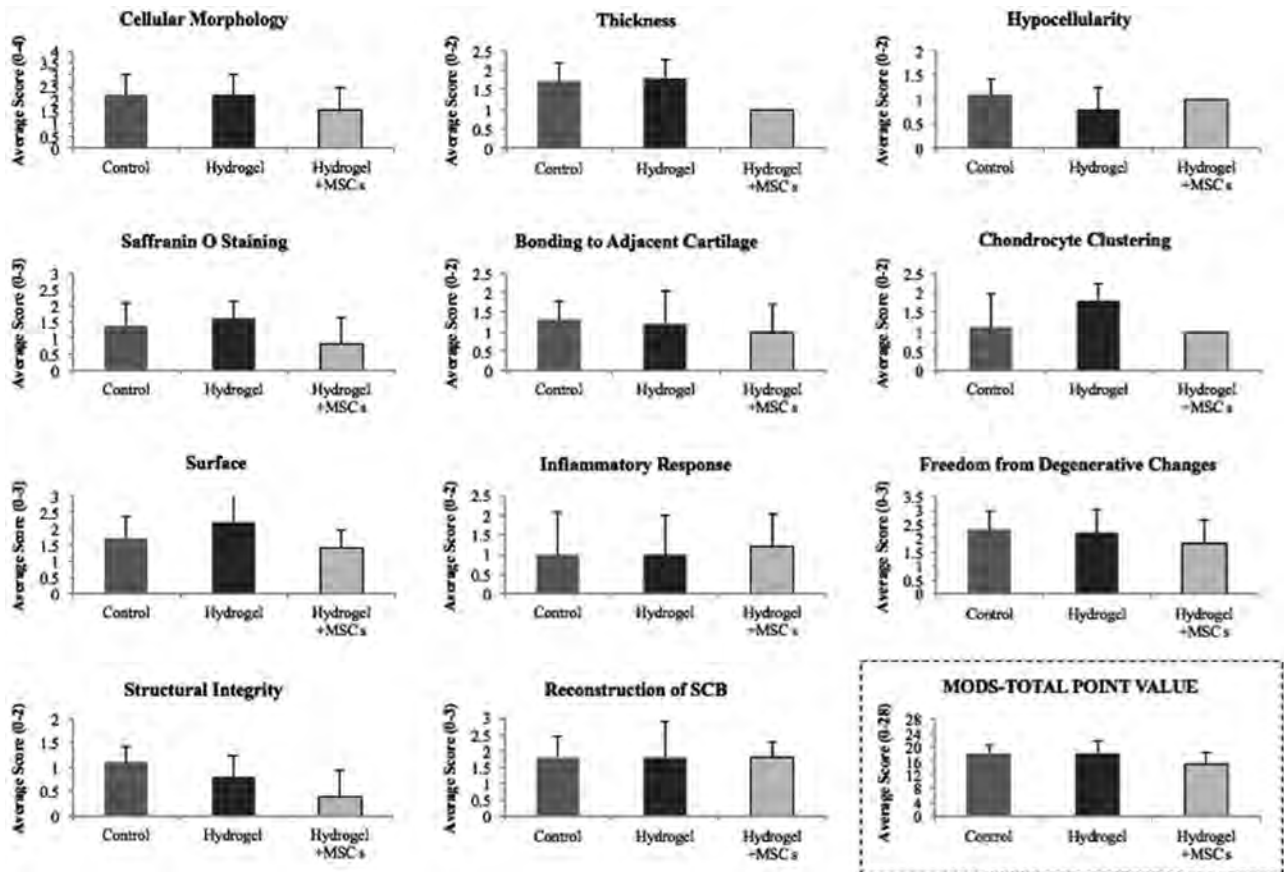 Cellular Morphology
Average Score (0-4)
4
3.5
3
2.5
2
1.5
1
0.5
0
Control
Hydrogel
Hydrogel
+MSCs
Thickness
Average Score (0-2)
2.5
2
1.5
1
0.5
0
Control
Hydrogel
Hydrogel
+MSCs
Hypocellularity
Average Score (0-2)
2
1.5
1
0.5
0
Control
Hydrogel
Hydrogel
+MSCs
Saffranin O Staining
Average Score (0-3)
3
2.5
2
1.5
1
0.5
0
Control
Hydrogel
Hydrogel
+MSCs
Bonding to Adjacent Cartilage
Average Score (0-2)
2.5
2
1.5
1
0.5
0
Control
Hydrogel
Hydrogel
+MSCs
Chondrocyte Clustering
Average Score (0-2)
2.5
2
1.5
1
0.5
0
Control
Hydrogel
Hydrogel
+MSCs
Surface
Average Score (0-3)
3
2.5
2
1.5
1
0.5
0
Control
Hydrogel
Hydrogel
+MSCs
Inflammatory Response
Average Score (0-2)
2.5
2
1.5
1
0.5
0
Control
Hydrogel
Hydrogel
+MSCs
Freedom from Degenerative Changes
Average Score (0-3)
3.5
3
2.5
2
1.5
1
0.5
0
Control
Hydrogel
Hydrogel
+MSCs
Structural Integrity
Average Score (0-2)
2
1.5
1
0.5
0
Control
Hydrogel
Hydrogel
+MSCs
Reconstruction of SCB
Average Score (0-3)
3
2.5
2
1.5
1
0.5
0
Control
Hydrogel
Hydrogel
+MSCs
MODS-TOTAL POINT VALUE
Average Score (0-28)
28
24
20
16
12
8
4
0
Control
Hydrogel
Hydrogel
+MSCs